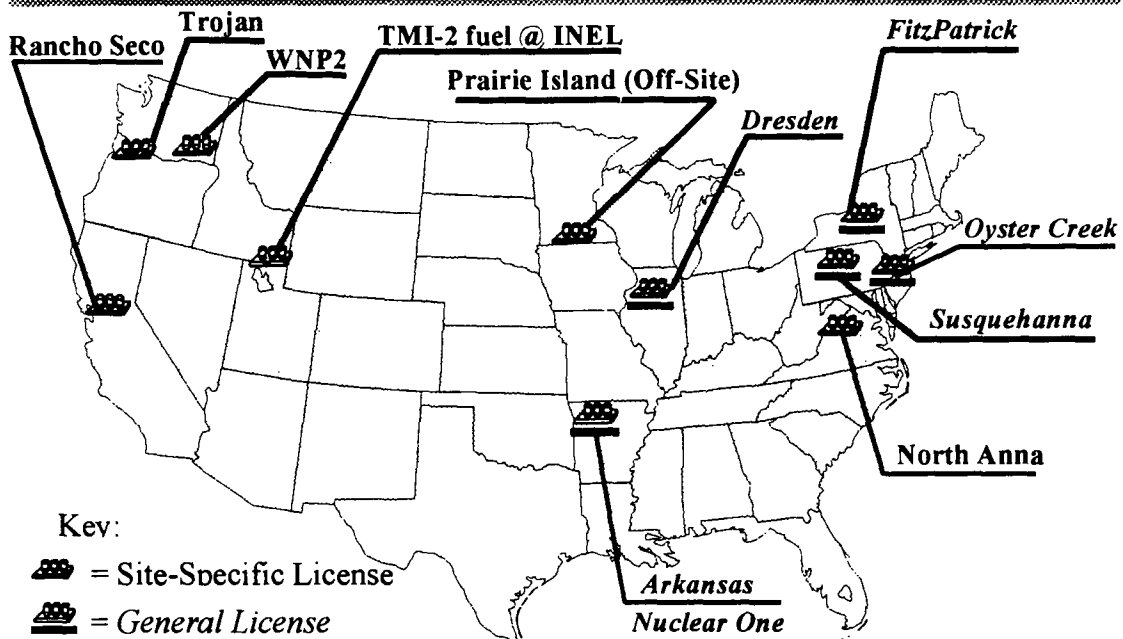 Trojan
FitzPatrick
Rancho Seco
TMI-2 fuel @ INEL
WNP2
Prairie Island (Off-Site)
Dresden
Oyster Creek
Susquehanna
North Anna
Key:
= Site-Specific License
= General License
Arkansas
Nuclear One